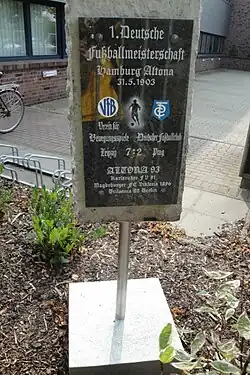 1. Deutsche
Fußballmeisterschaft
Hamburg Altona
31.5.1903
VfB
Verein für
Bewegungsspiele Deutscher Fußballclub
Leipzig 7:2 Prag
ALTONA 93
Karlsruher FV 91
Magdeburger FC Viktoria 1896
Britannia 92 Berlin